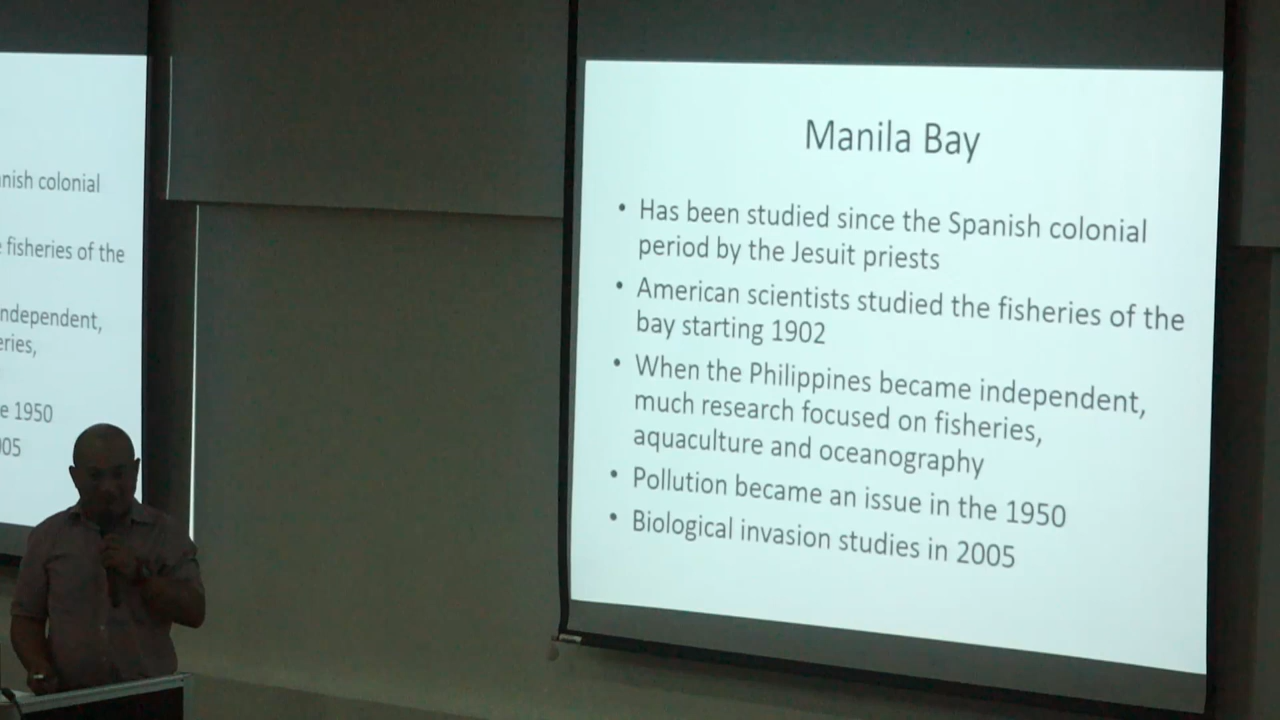 nish colonial
fisheries of the
ndependent,
eries,
e 1950
005
Manila Bay
• Has been studied since the Spanish colonial
period by the Jesuit priests
• American scientists studied the fisheries of the
bay starting 1902
• When the Philippines became independent,
much research focused on fisheries,
aquaculture and oceanography
• Pollution became an issue in the 1950
• Biological invasion studies in 2005